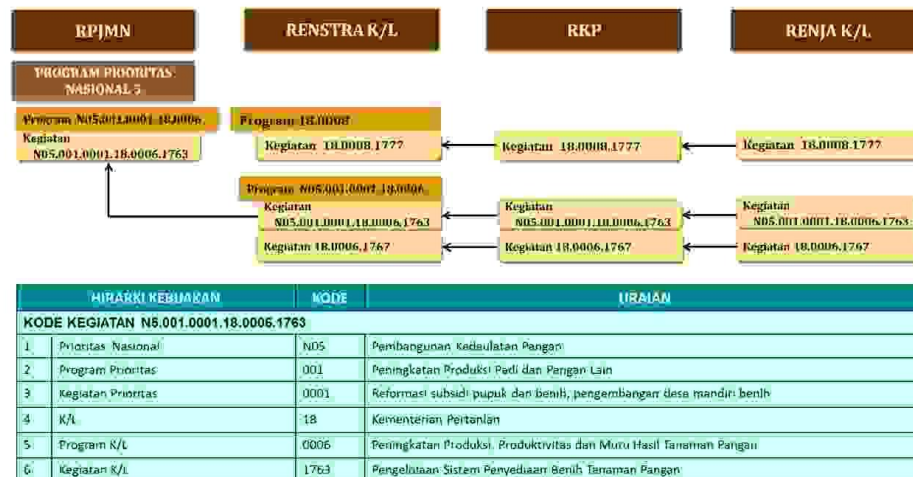 RPJMN RENSTRA K/L RKP RENJA K/L
PROGRAM PRIORITAS
NASIONAL 5
Program N05.001.0001.18.0006
Kegiatan
N05.001.0001.18.0006.1763
Program 18.0008
Kegiatan 18.0008.1777
Kegiatan 18.0008.1777
Kegiatan 18.0008.1777
Program N05.001.0001.18.0006
Kegiatan
N05.001.0001.18.0006.1763
Kegiatan
N05.001.0001.18.0006.1763
Kegiatan
N05.001.0001.18.0006.1763
Kegiatan 18.0006.1767
Kegiatan 18.0006.1767
Kegiatan 18.0006.1767
HIRARKI KEBIJAKAN KODE URAIAN
KODE KEGIATAN N5.001.0001.18.0006.1763
1 Prioritas Nasional N05 Pembangunan Kedaulatan Pangan
2 Program Prioritas 001 Peningkatan Produksi Padi dan Pangan Lain
3 Kegiatan Prioritas 0001 Reformasi subsidi pupuk dan benih, pengembangan desa mandiri benih
4 K/L 18 Kementerian Pertanian
5 Program K/L 0006 Peningkatan Produksi, Produktivitas dan Mutu Hasil Tanaman Pangan
6 Kegiatan K/L 1763 Pengelolaan Sistem Penyediaan Benih Tanaman Pangan